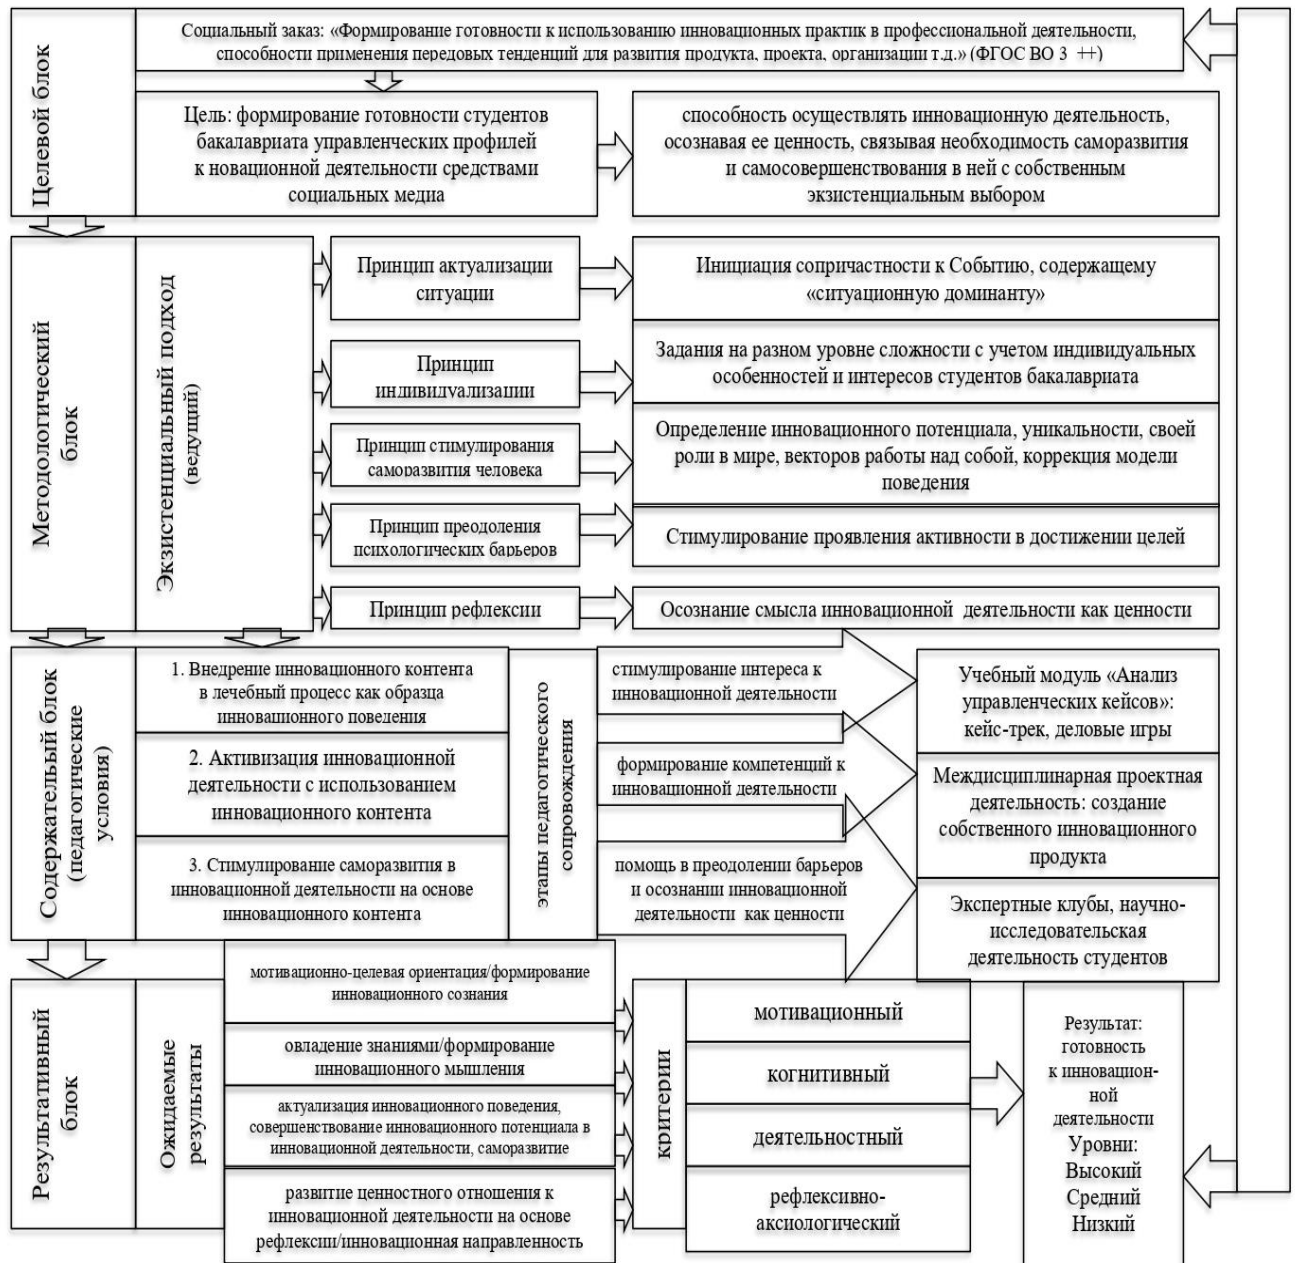 Целевой блок
Социальный заказ: «Формирование готовности к использованию инновационных практик в профессиональной деятельности,
способности применения передовых тенденций для развития продукта, проекта, организации т.д.» (ФГОС ВО 3 ++)
Цель: формирование готовности студентов
бакалавриата управленческих профилей
к новационной деятельности средствами
социальных медиа
способность осуществлять инновационную деятельность,
осознавая ее ценность, связывая необходимость саморазвития
и самосовершенствования в ней с собственным
экзистенциальным выбором
Методологический
блок
Экзистенциальный подход
(ведущий)
Принцип актуализации
ситуации
Инициация сопричастности к Событию, содержащему
«ситуационную доминанту»
Принцип
индивидуализации
Задания на разном уровне сложности с учетом индивидуальных
особенностей и интересов студентов бакалавриата
Принцип стимулирования
саморазвития человека
Определение инновационного потенциала, уникальности, своей
роли в мире, векторов работы над собой, коррекция модели
поведения
Принцип преодоления
психологических барьеров
Стимулирование проявления активности в достижении целей
Принцип рефлексии
Осознание смысла инновационной деятельности как ценности
Содержательый блок
(педагогические
условия)
1. Внедрение инновационного контента
в лечебный процесс как образца
инновационного поведения
2. Активизация инновационной
деятельности с использованием
инновационного контента
3. Стимулирование саморазвития в
инновационной деятельности на основе
инновационного контента
этапы педагогического
сопровождения
стимулирование интереса к
инновационной деятельности
формирование компетенций к
инновационной деятельности
помощь в преодолении барьеров
и осознании инновационной
деятельности как ценности
Учебный модуль «Анализ
управленческих кейсов»:
кейс-трек, деловые игры
Междисциплинарная проектная
деятельность: создание
собственного инновационного
продукта
Экспертные клубы, научно-
исследовательская
деятельность студентов
Результативный
блок
Ожидаемые
результаты
мотивационно-целевая ориентация/формирование
инновационного сознания
овладение знаниями/формирование
инновационного мышления
актуализация инновационного поведения,
совершенствование инновационного потенциала в
инновационной деятельности, саморазвитие
развитие ценностного отношения к
инновационной деятельности на основе
рефлексии/инновационная направленность
критерии
мотивационный
когнитивный
деятельностный
рефлексивно-
аксиологический
Результат:
готовность
к инновацион-
ной
деятельности
Уровни:
Высокий
Средний
Низкий